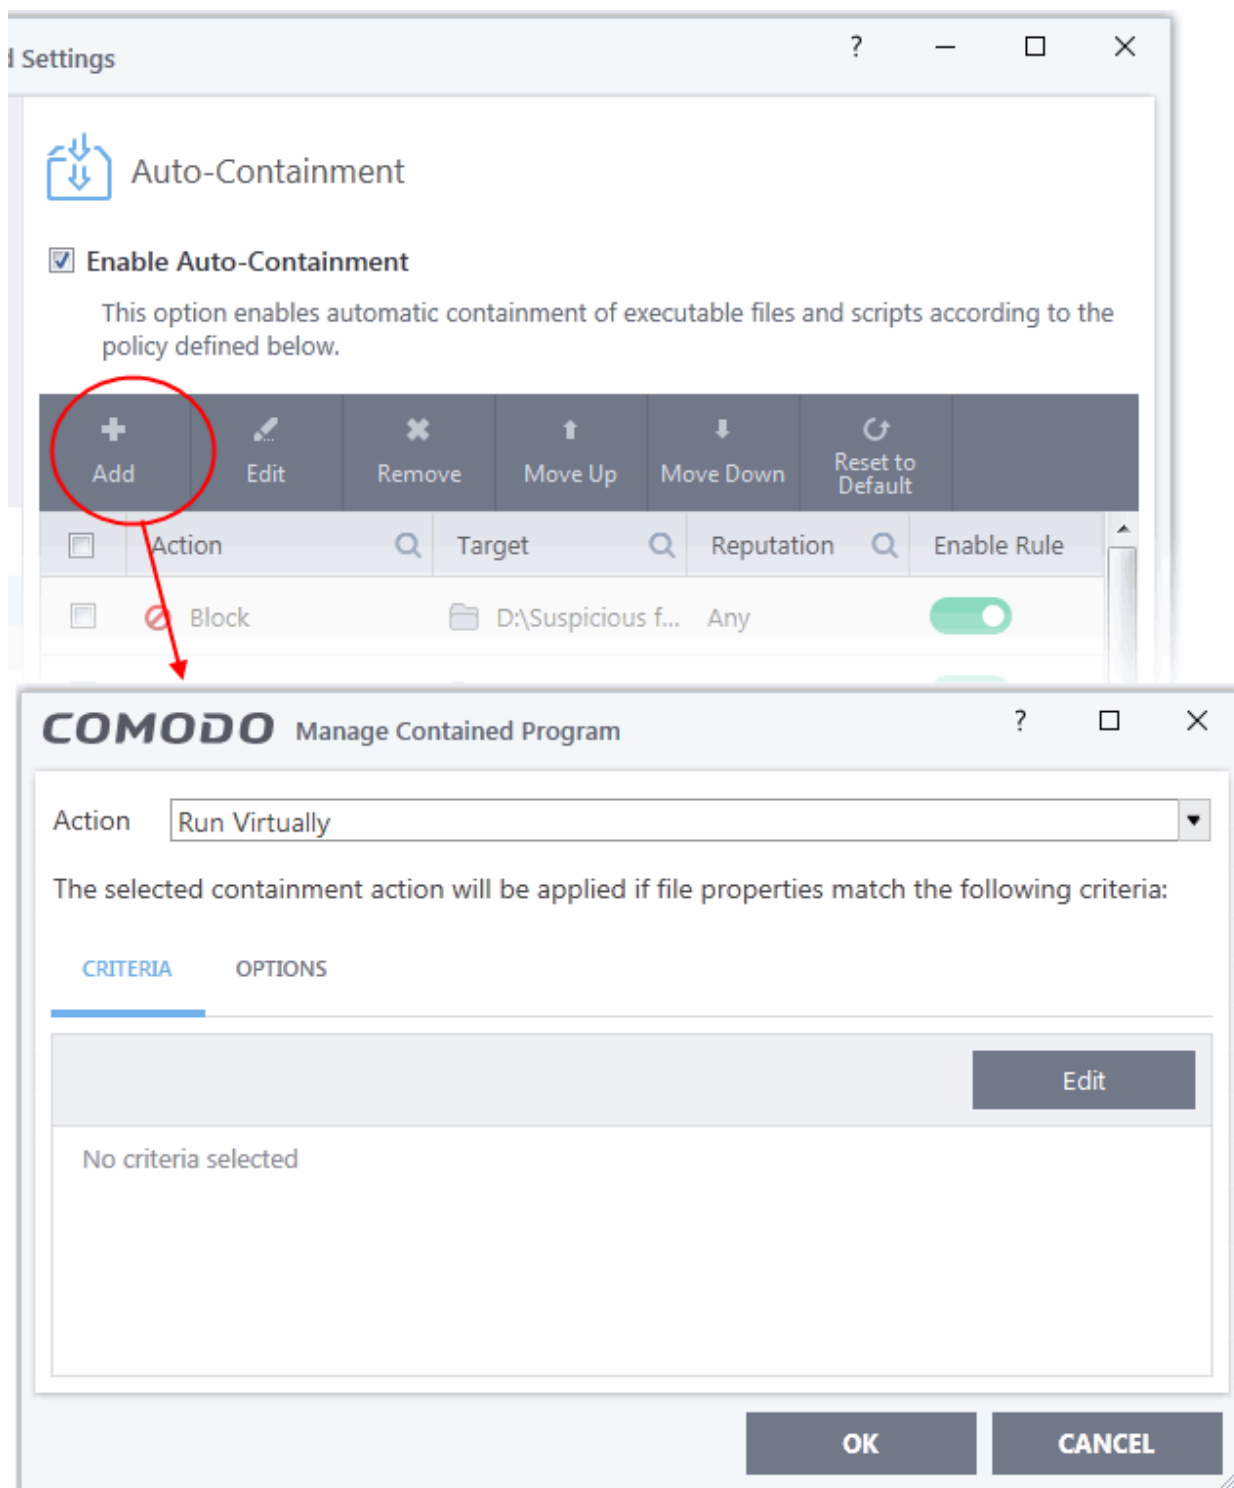 Settings
?
Auto-Containment
Enable Auto-Containment
This option enables automatic containment of executable files and scripts according to the
policy defined below.
Add Edit Remove Move Up Move Down Reset to
Default
Action Target Reputation Enable Rule
Block D:\Suspicious f... Any
COMODO Manage Contained Program ?
Action Run Virtually
The selected containment action will be applied if file properties match the following criteria:
CRITERIA OPTIONS
Edit
No criteria selected
OK CANCEL